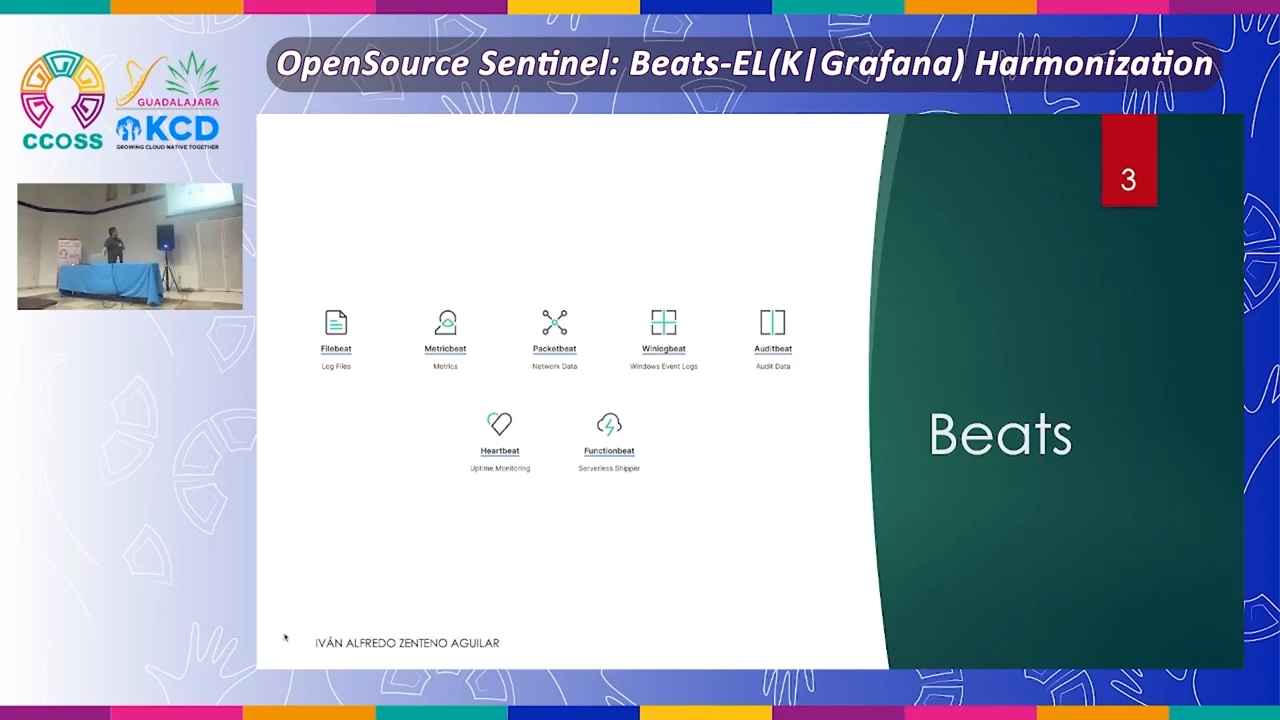 OpenSource Sentinel: Beats-EL(K|Grafana) Harmonization
CCOSS
GUADALAJARA
KCD
GROWING CLOUD NATIVE TOGETHER
3
Filebeat
Log Files
Metricbeat
Metrics
Packetbeat
Network Data
Winlogbeat
Windows Event Logs
Auditbeat
Audit Data
Heartbeat
Uptime Monitoring
Functionbeat
Serverless Shipper
Beats
IVÁN ALFREDO ZENTENO AGUILAR